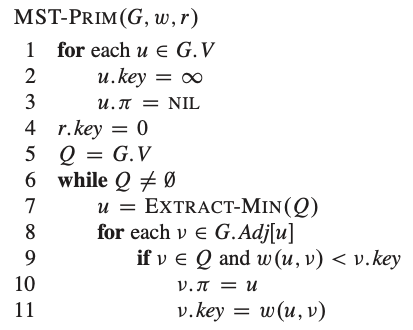 MST-PRIM(G, w, r)
1 for each u ∈ G.V
2 u.key = ∞
3 u.π = NIL
4 r.key = 0
5 Q = G.V
6 while Q ≠ ∅
7 u = EXTRACT-MIN(Q)
8 for each v ∈ G.Adj[u]
9 if v ∈ Q and w(u, v) < v.key
10 v.π = u
11 v.key = w(u, v)